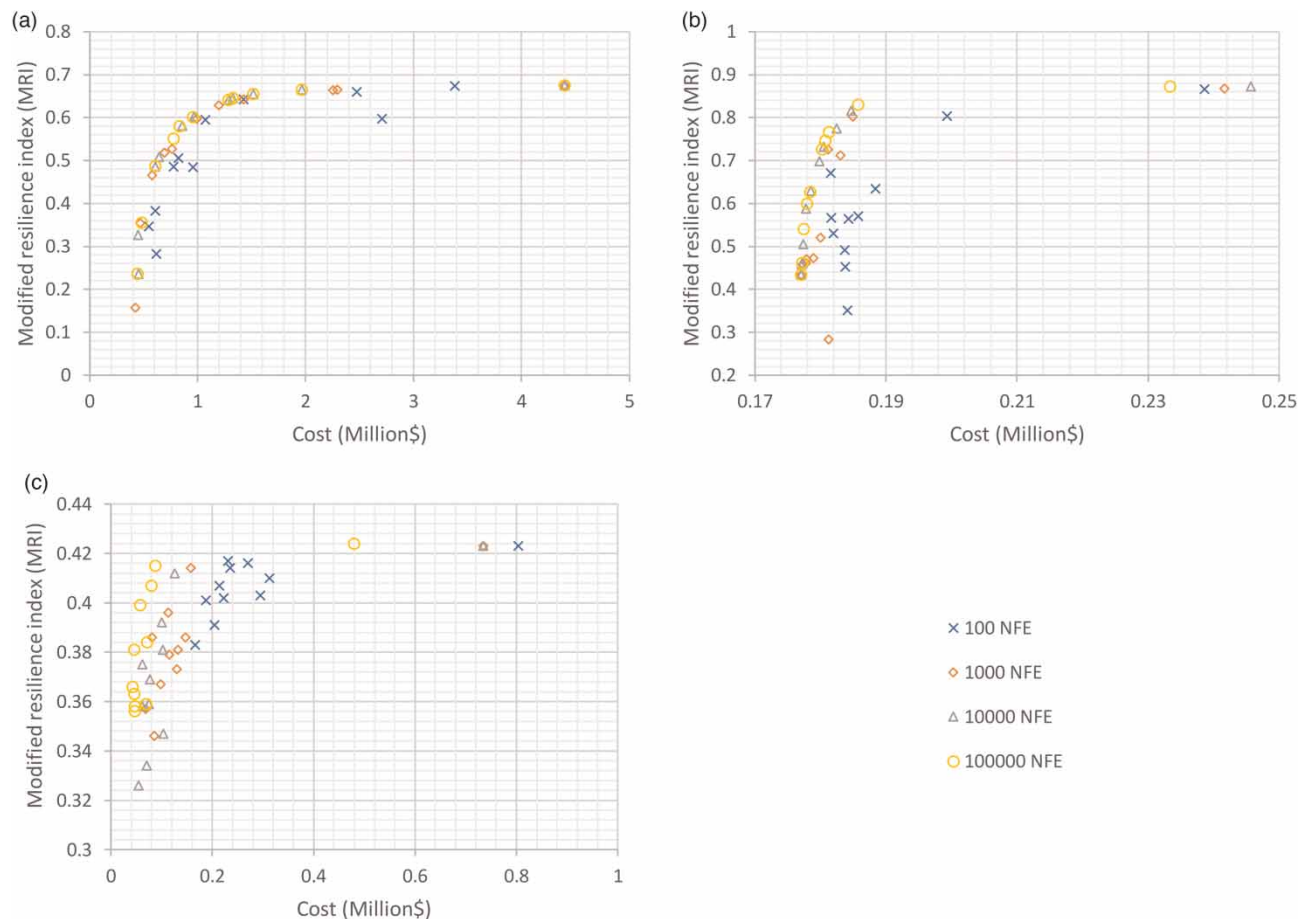 (a)
0.8
0.7
0.6
0.5
0.4
0.3
0.2
0.1
0
Modified resilience index (MRI)
0 1 2 3 4 5
Cost (Million$)
(b)
1
0.9
0.8
0.7
0.6
0.5
0.4
0.3
0.2
Modified resilience index (MRI)
0.17 0.19 0.21 0.23 0.25
Cost (Million$)
(c)
0.44
0.42
0.4
0.38
0.36
0.34
0.32
0.3
Modified resilience index (MRI)
0 0.2 0.4 0.6 0.8 1
Cost (Million$)
100 NFE
1000 NFE
10000 NFE
100000 NFE